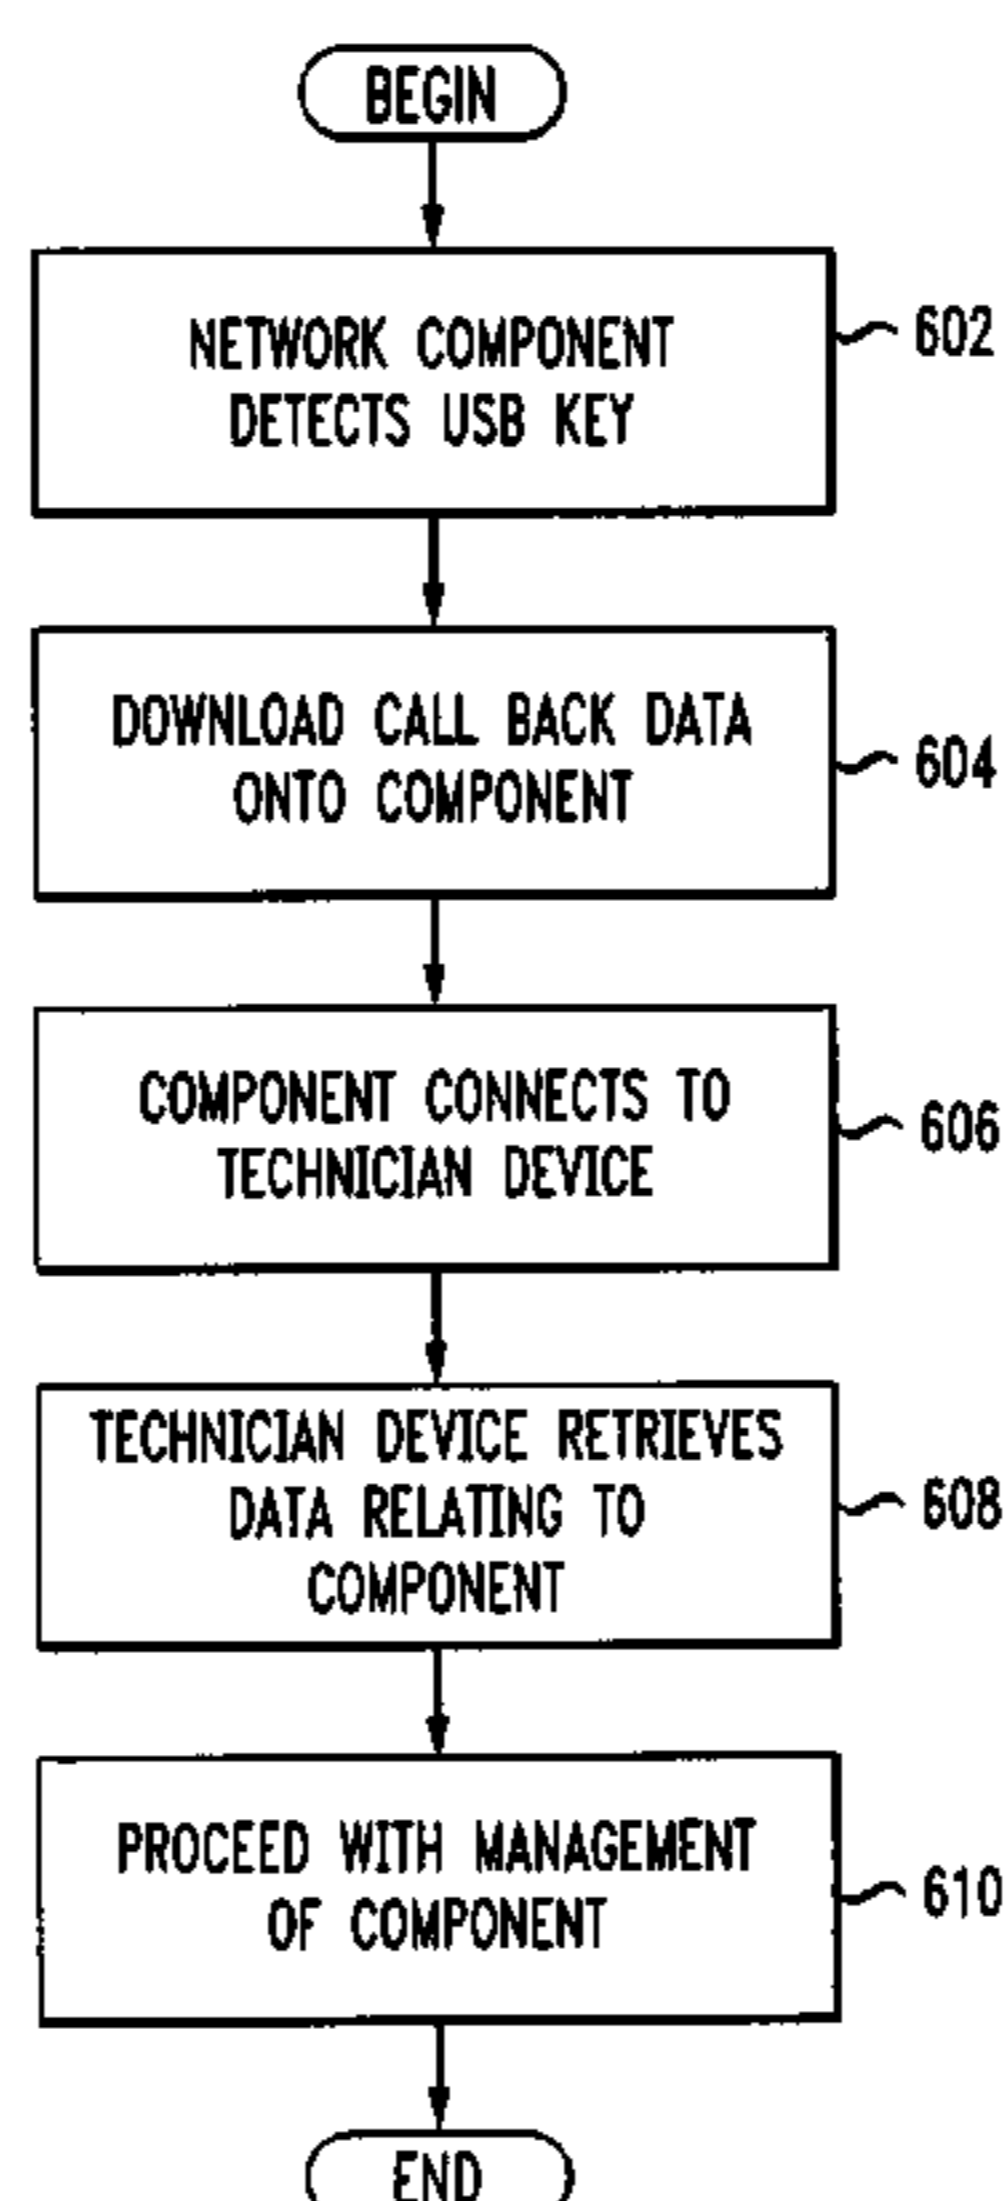 BEGIN
NETWORK COMPONENT
DETECTS USB KEY
602
DOWNLOAD CALL BACK DATA
ONTO COMPONENT
604
COMPONENT CONNECTS TO
TECHNICIAN DEVICE
606
TECHNICIAN DEVICE RETRIEVES
DATA RELATING TO
COMPONENT
608
PROCEED WITH MANAGEMENT
OF COMPONENT
610
END